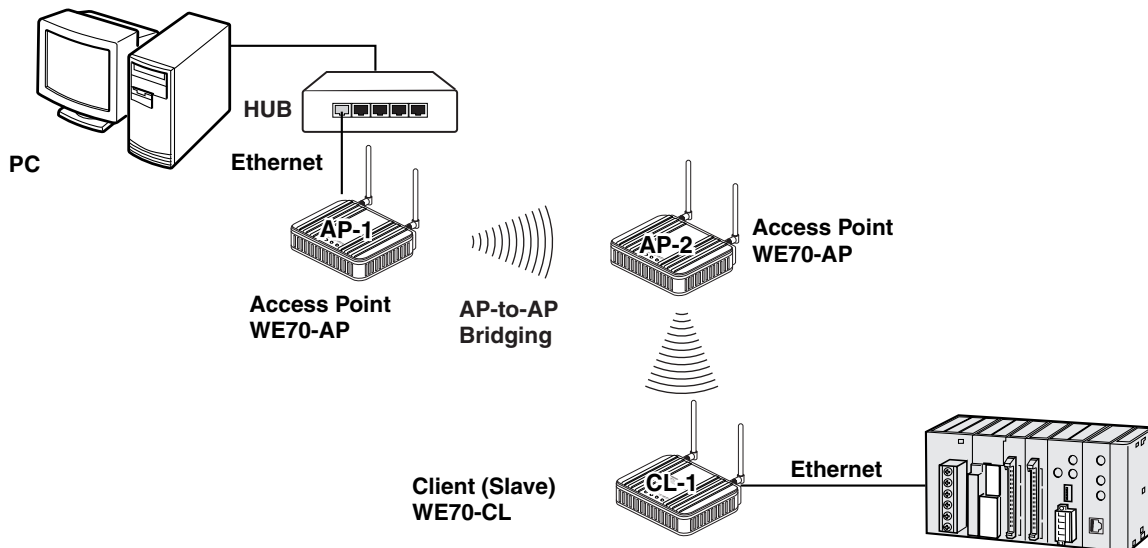 HUB
PC
Ethernet
AP-1
AP-2
Access Point
WE70-AP
Access Point
WE70-AP
AP-to-AP
Bridging
Client (Slave)
WE70-CL
CL-1
Ethernet